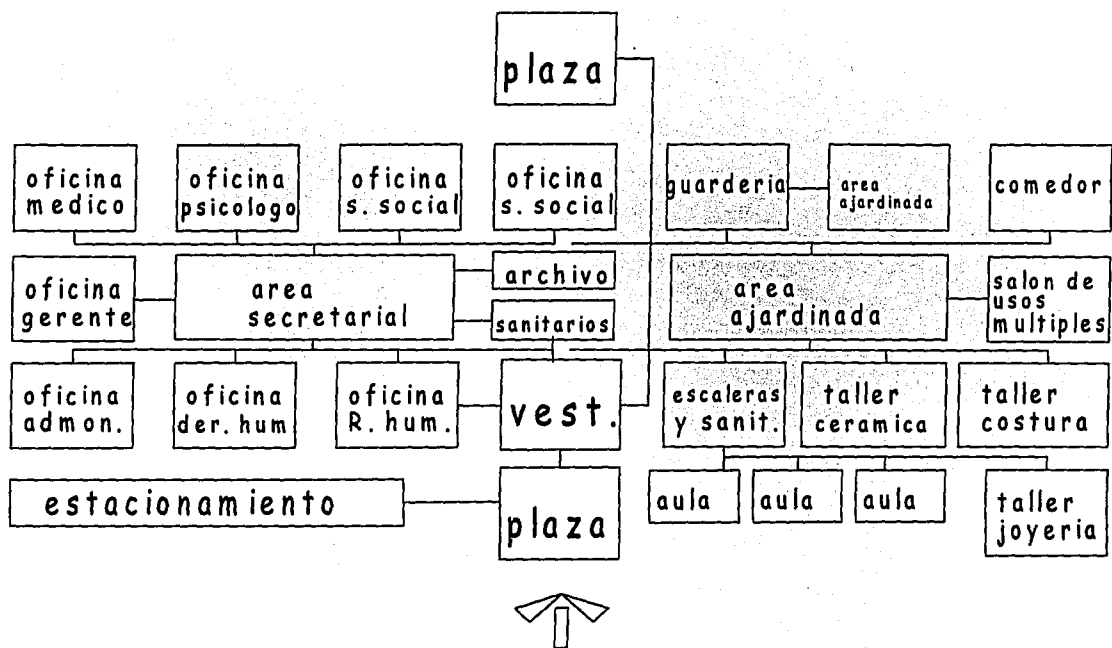 plaza
oficina
medico
oficina
psicologo
oficina
s. social
oficina
s. social
guarderia
area
ajardinada
comedor
oficina
gerente
area
secretarial
archivo
sanitarios
area
ajardinada
salon de
usos
multiples
oficina
admon.
oficina
der. hum
oficina
R. hum.
vest.
escaleras
y sanit.
taller
ceramica
taller
costura
estacionamiento
plaza
aula
aula
aula
taller
joyeria